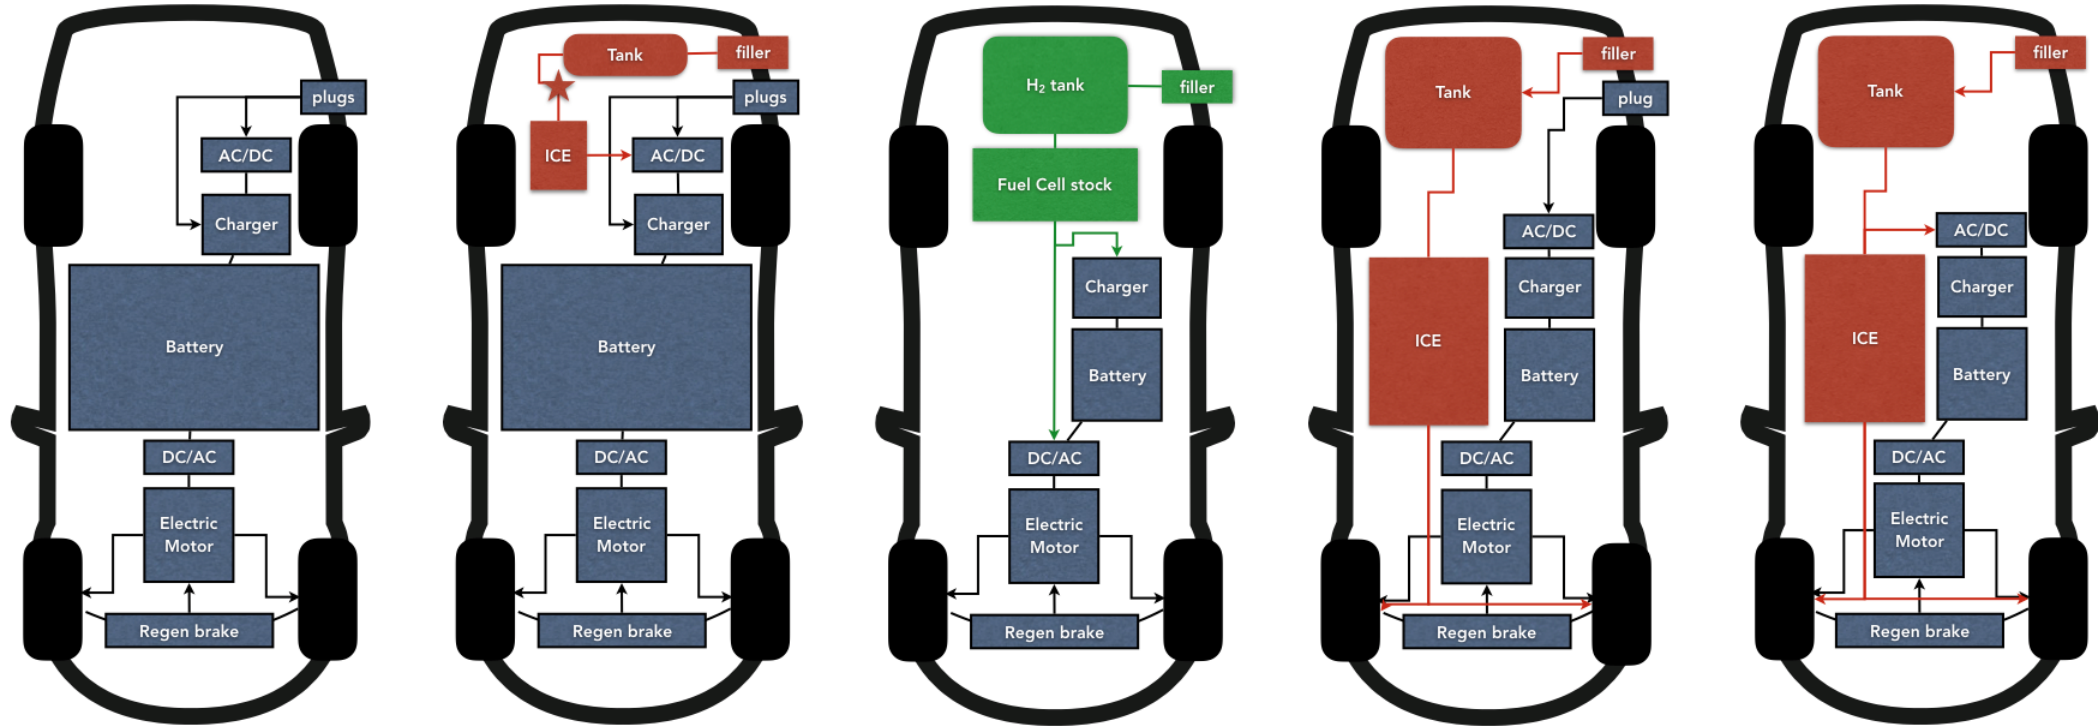 plugs
AC/DC
Charger
Battery
DC/AC
Electric
Motor
Regen brake
Tank
filler
plugs
ICE
AC/DC
Charger
Battery
DC/AC
Electric
Motor
Regen brake
H₂ tank
filler
Fuel Cell stock
Charger
Battery
DC/AC
Electric
Motor
Regen brake
filler
Tank
plug
AC/DC
Charger
ICE
Battery
DC/AC
Electric
Motor
Regen brake
filler
Tank
AC/DC
Charger
ICE
Battery
DC/AC
Electric
Motor
Regen brake